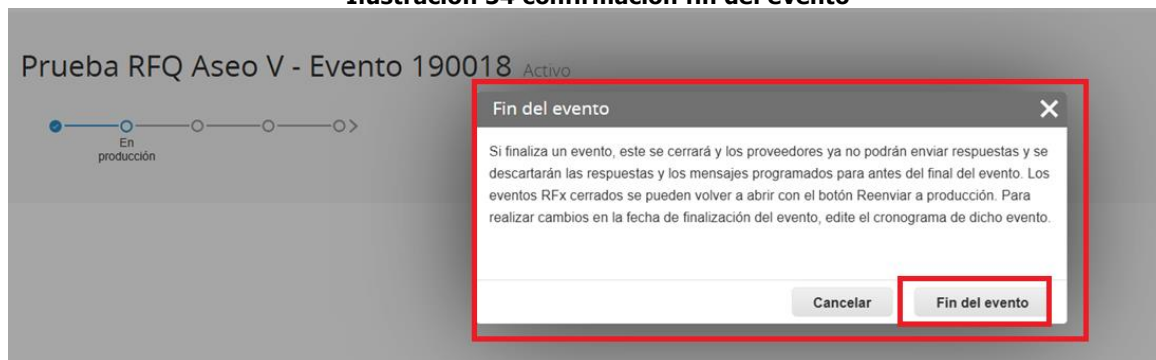 Ilustración 54 confirmación fin del evento
Prueba RFQ Aseo V - Evento 190018 Activo
En
producción
Fin del evento
Si finaliza un evento, este se cerrará y los proveedores ya no podrán enviar respuestas y se
descartarán las respuestas y los mensajes programados para antes del final del evento. Los
eventos RFx cerrados se pueden volver a abrir con el botón Reenviar a producción. Para
realizar cambios en la fecha de finalización del evento, edite el cronograma de dicho evento.
Cancelar
Fin del evento